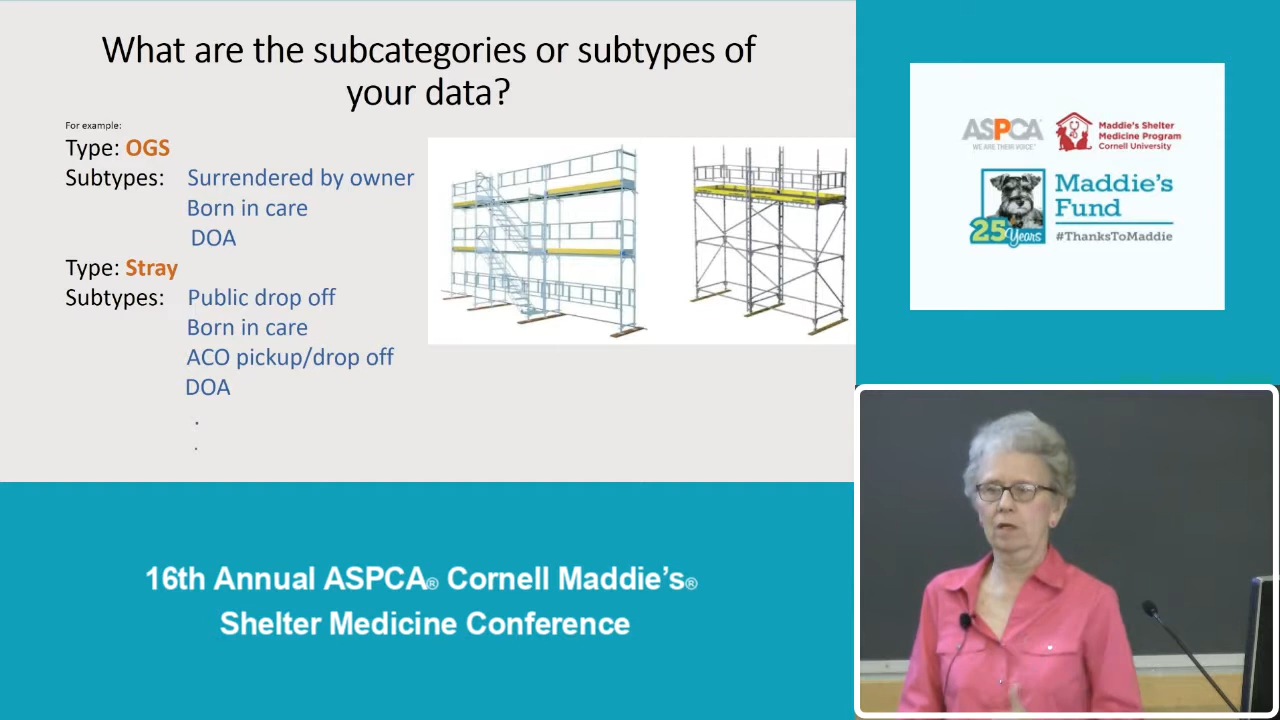 What are the subcategories or subtypes of
your data?
For example:
Type: OGS
Subtypes: Surrendered by owner
Born in care
DOA
Type: Stray
Subtypes: Public drop off
Born in care
ACO pickup/drop off
DOA
.
.
ASPCA
WE ARE THEIR VOICE
Maddie's Shelter
Medicine Program
Cornell University
Maddie's
Fund
25 Years
#ThanksToMaddie
16th Annual ASPCA® Cornell Maddie's®
Shelter Medicine Conference